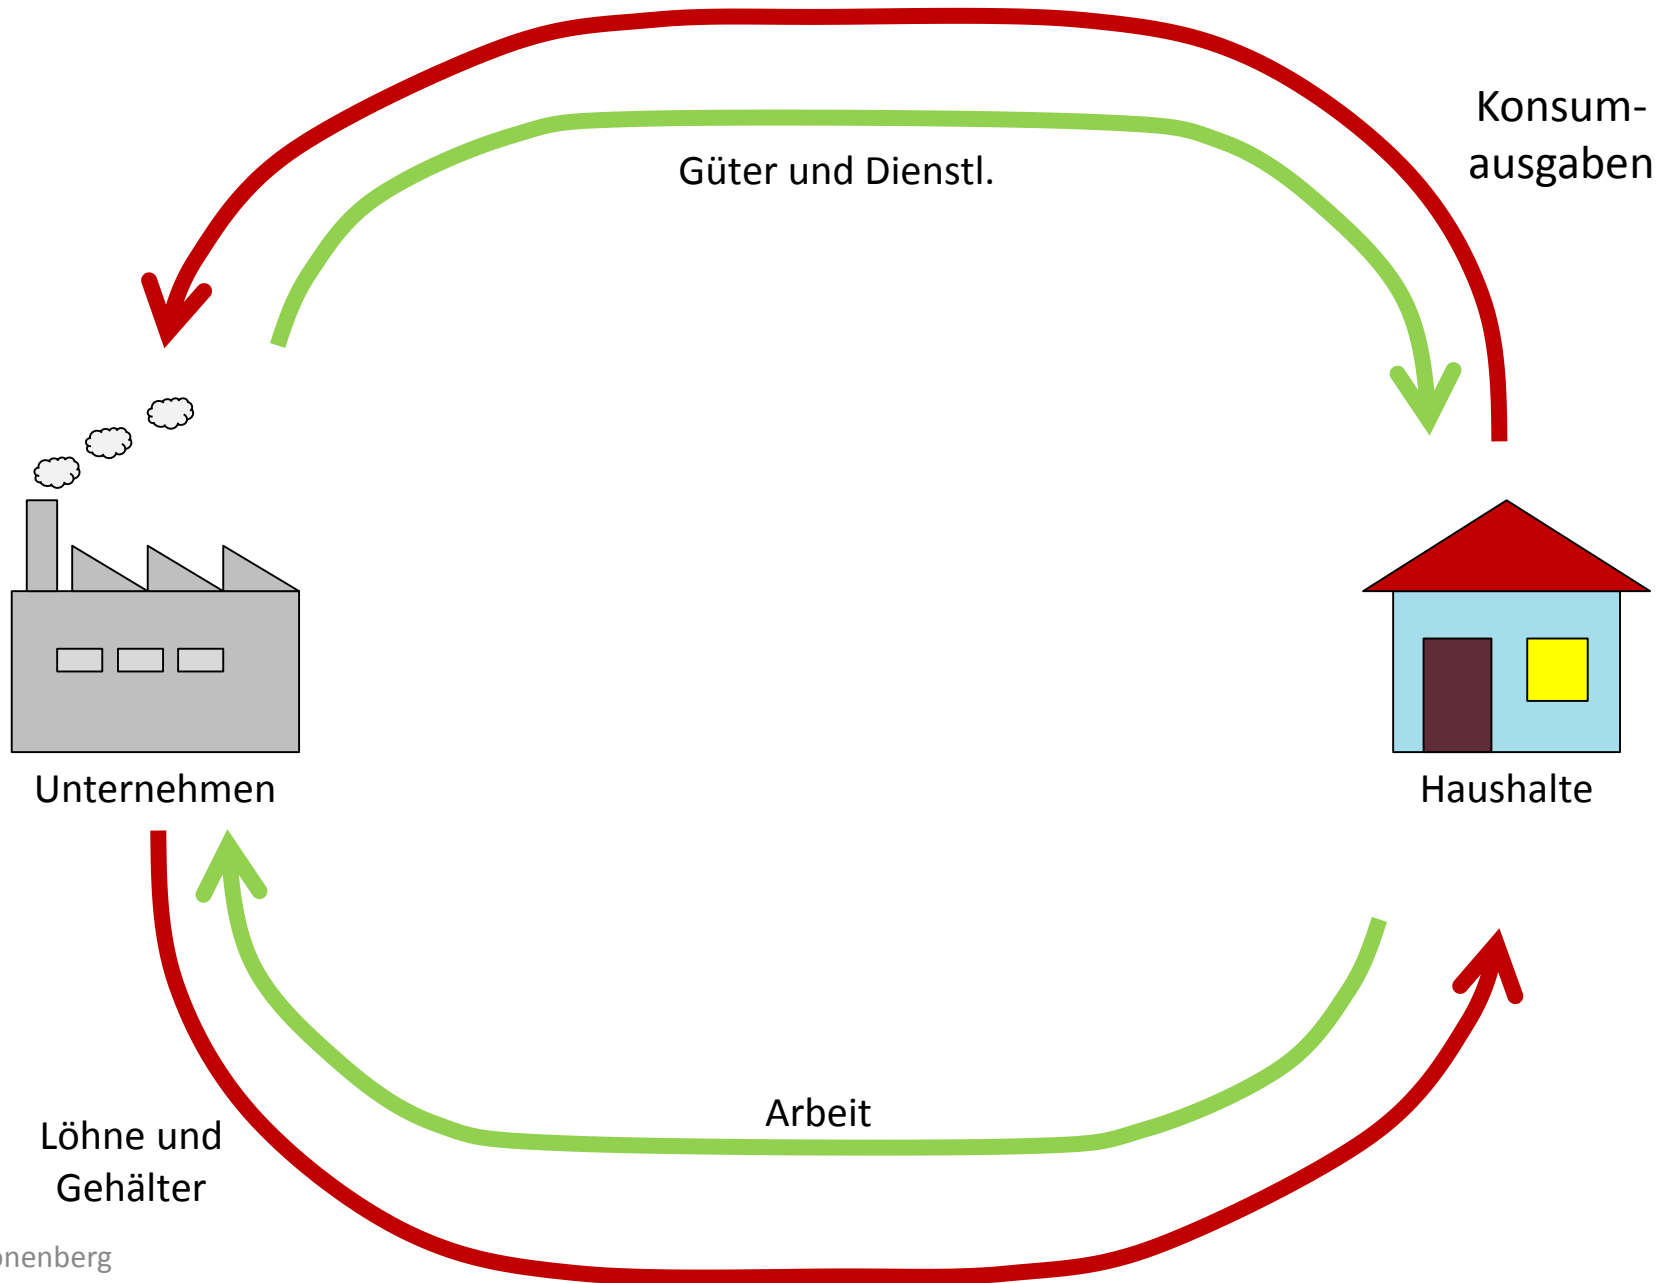 Konsum-
ausgaben
Güter und Dienstl.
Unternehmen
Haushalte
Arbeit
Löhne und
Gehälter
onenberg